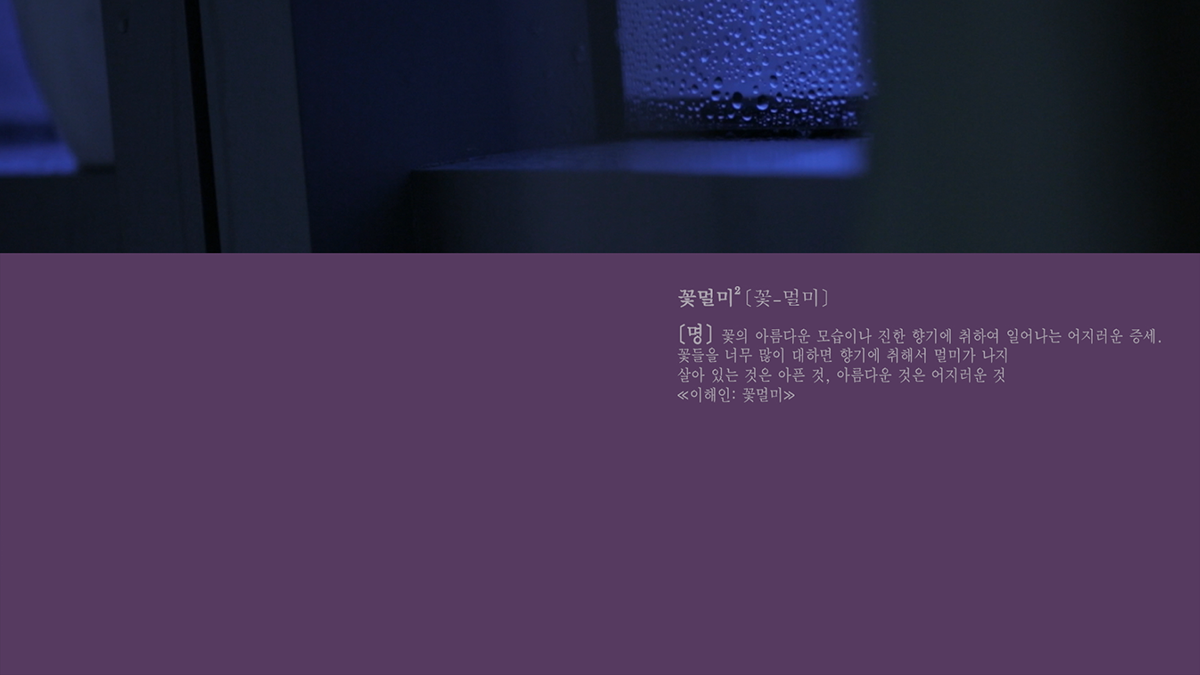 꽃멀미² [꽃-멀미]
[명] 꽃의 아름다운 모습이나 진한 향기에 취하여 일어나는 어지러운 증세.
꽃들을 너무 많이 대하면 향기에 취해서 멀미가 나지
살아 있는 것은 아픈 것, 아름다운 것은 어지러운 것
≪이해인: 꽃멀미≫